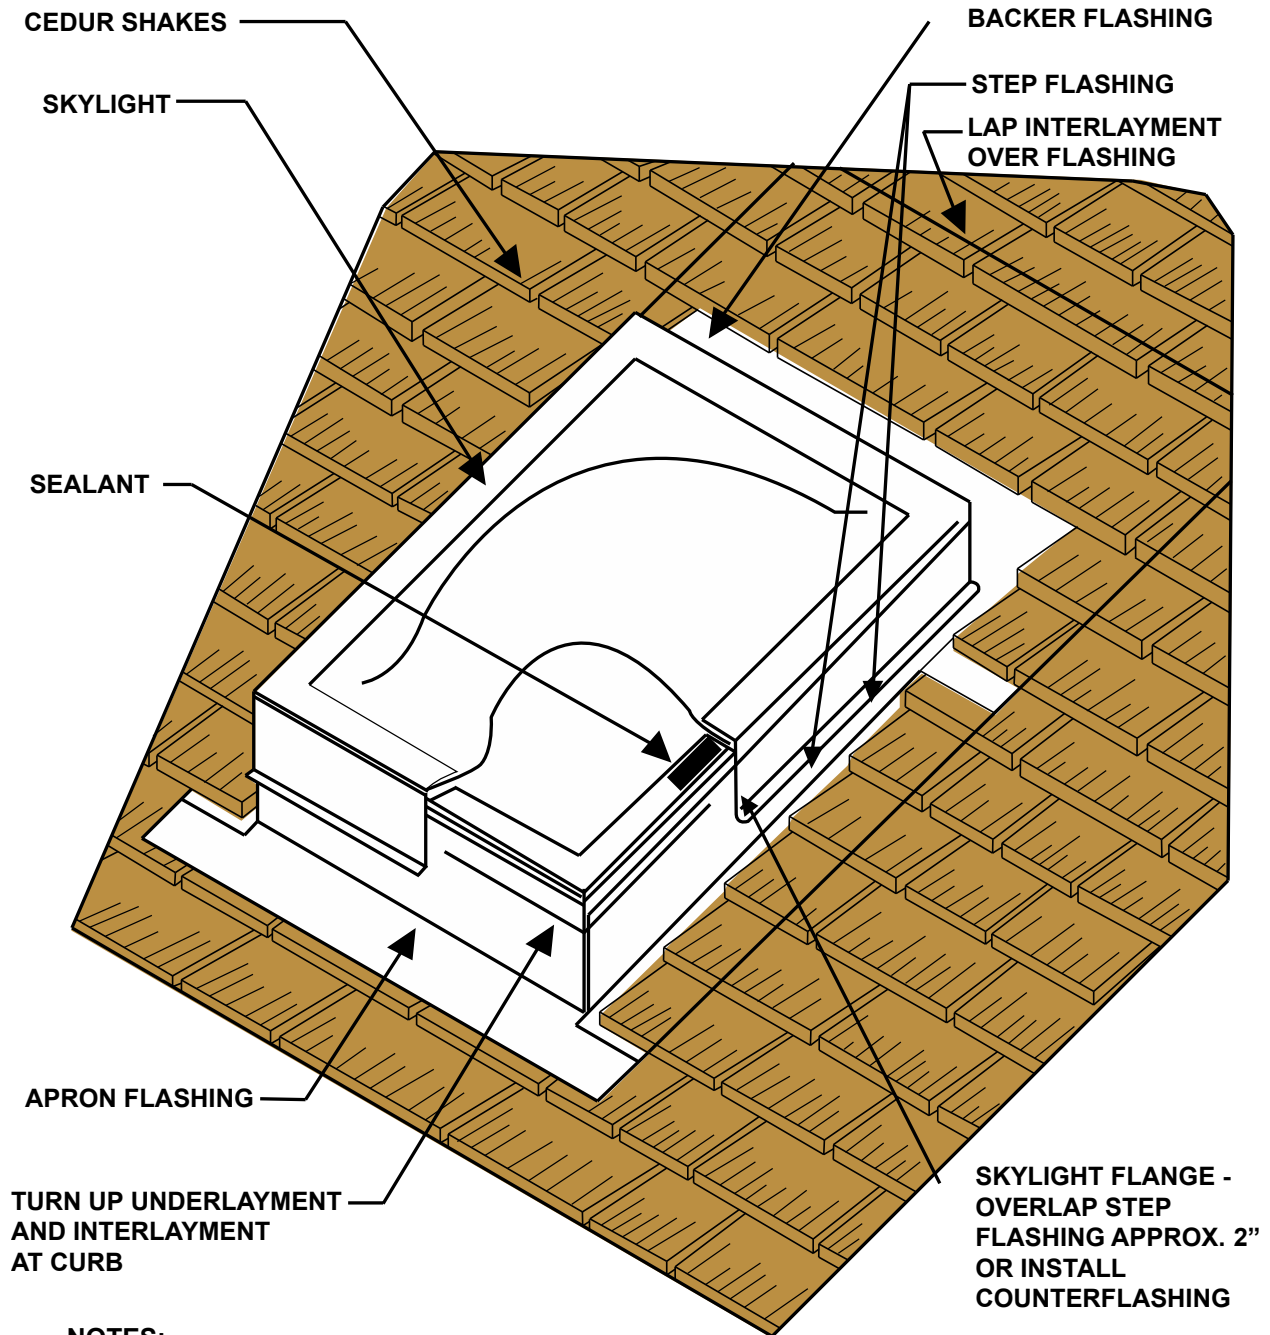 CEDUR SHAKES
BACKER FLASHING
SKYLIGHT
STEP FLASHING
LAP INTERLAYMENT
OVER FLASHING
SEALANT
APRON FLASHING
TURN UP UNDERLAYMENT
AND INTERLAYMENT
AT CURB
SKYLIGHT FLANGE -
OVERLAP STEP
FLASHING APPROX. 2”
OR INSTALL
COUNTERFLASHING
NOTES: